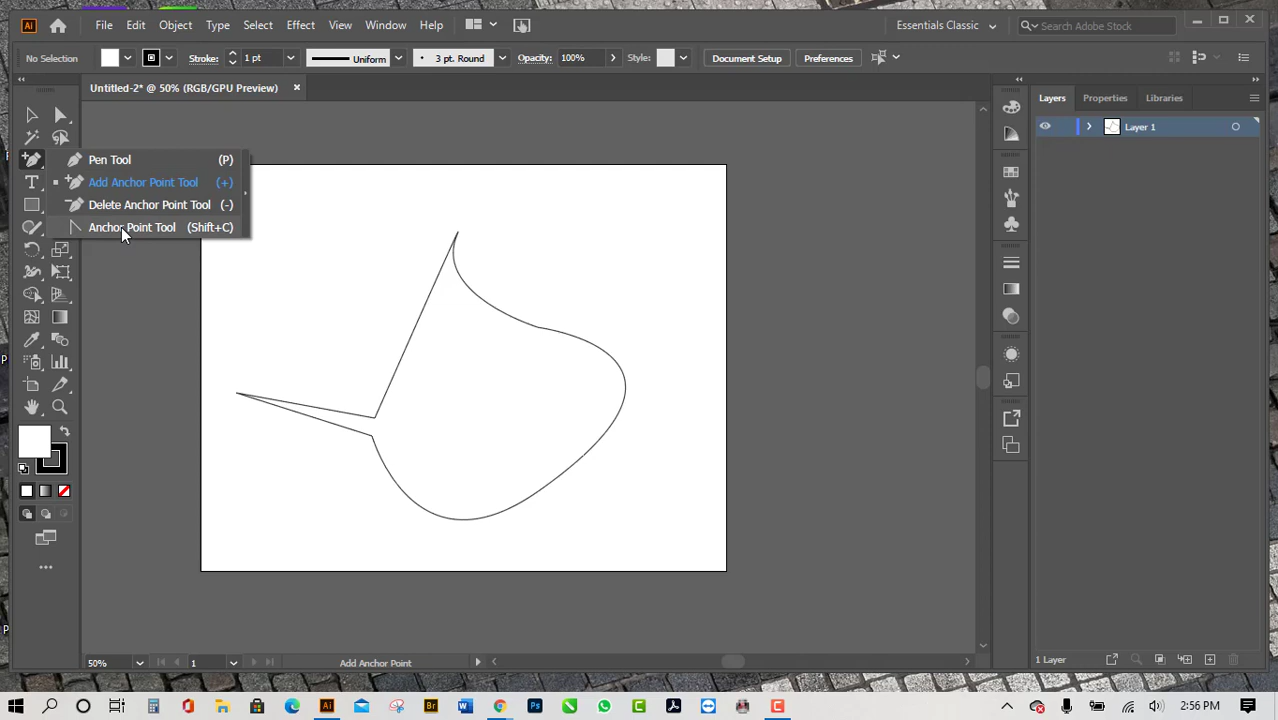 Ai File Edit Object Type Select Effect View Window Help Essentials Classic Search Adobe Stock
No Selection Stroke: 1 pt Uniform 3 pt. Round Opacity: 100% Style: Document Setup Preferences
Untitled-2* @ 50% (RGB/GPU Preview)
Layers Properties Libraries
Layer 1
Pen Tool (P)
Add Anchor Point Tool (+)
Delete Anchor Point Tool (-)
Anchor Point Tool (Shift+C)
T
50% 1 Add Anchor Point
1 Layer
Ai Br W Ps C 2:56 PM